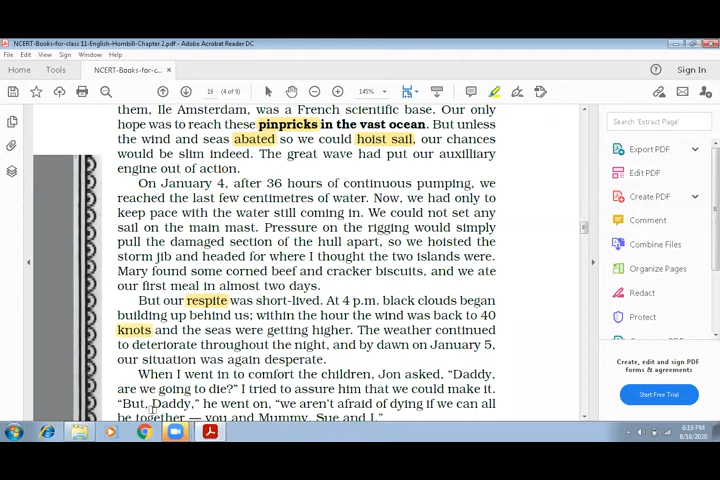 NCERT-Books-for-class 11-English-Hornbill-Chapter 2.pdf - Adobe Acrobat Reader DC
File Edit View Sign Window Help
Home Tools NCERT-Books-for-c... ×
Sign In
16 (4 of 9) 145%
them, Ile Amsterdam, was a French scientific base. Our only
hope was to reach these pinpricks in the vast ocean. But unless
the wind and seas abated so we could hoist sail, our chances
would be slim indeed. The great wave had put our auxilliary
engine out of action.
On January 4, after 36 hours of continuous pumping, we
reached the last few centimetres of water. Now, we had only to
keep pace with the water still coming in. We could not set any
sail on the main mast. Pressure on the rigging would simply
pull the damaged section of the hull apart, so we hoisted the
storm jib and headed for where I thought the two islands were.
Mary found some corned beef and cracker biscuits, and we ate
our first meal in almost two days.
But our respite was short-lived. At 4 p.m. black clouds began
building up behind us; within the hour the wind was back to 40
knots and the seas were getting higher. The weather continued
to deteriorate throughout the night, and by dawn on January 5,
our situation was again desperate.
When I went in to comfort the children, Jon asked, “Daddy,
are we going to die?” I tried to assure him that we could make it.
“But, Daddy,” he went on, “we aren’t afraid of dying if we can all
be together — you and Mummy, Sue and I.”
Search 'Export PDF'
Export PDF
Edit PDF
Create PDF
Comment
Combine Files
Organize Pages
Redact
Protect
Create, edit and sign PDF
forms & agreements
Start Free Trial
6:19 PM
8/16/2020